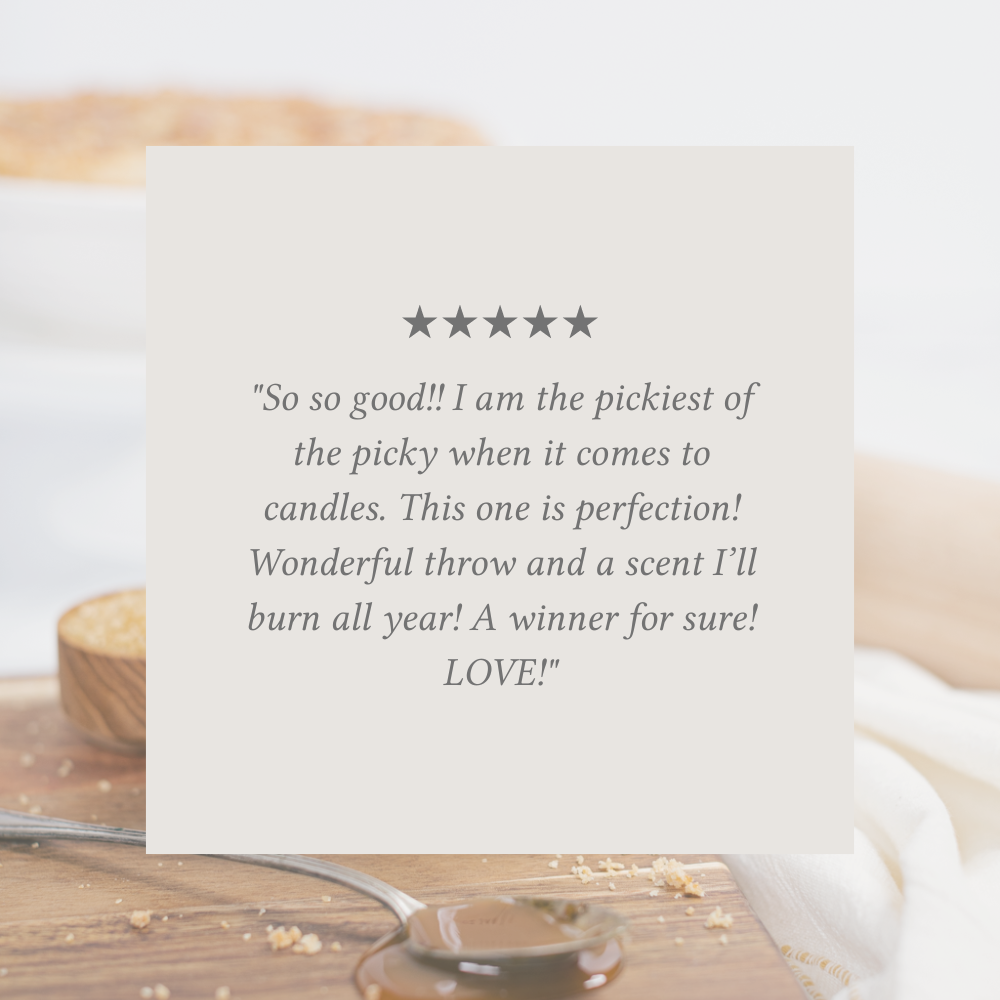 ★★★★★
"So so good!! I am the pickiest of
the picky when it comes to
candles. This one is perfection!
Wonderful throw and a scent I’ll
burn all year! A winner for sure!
LOVE!"